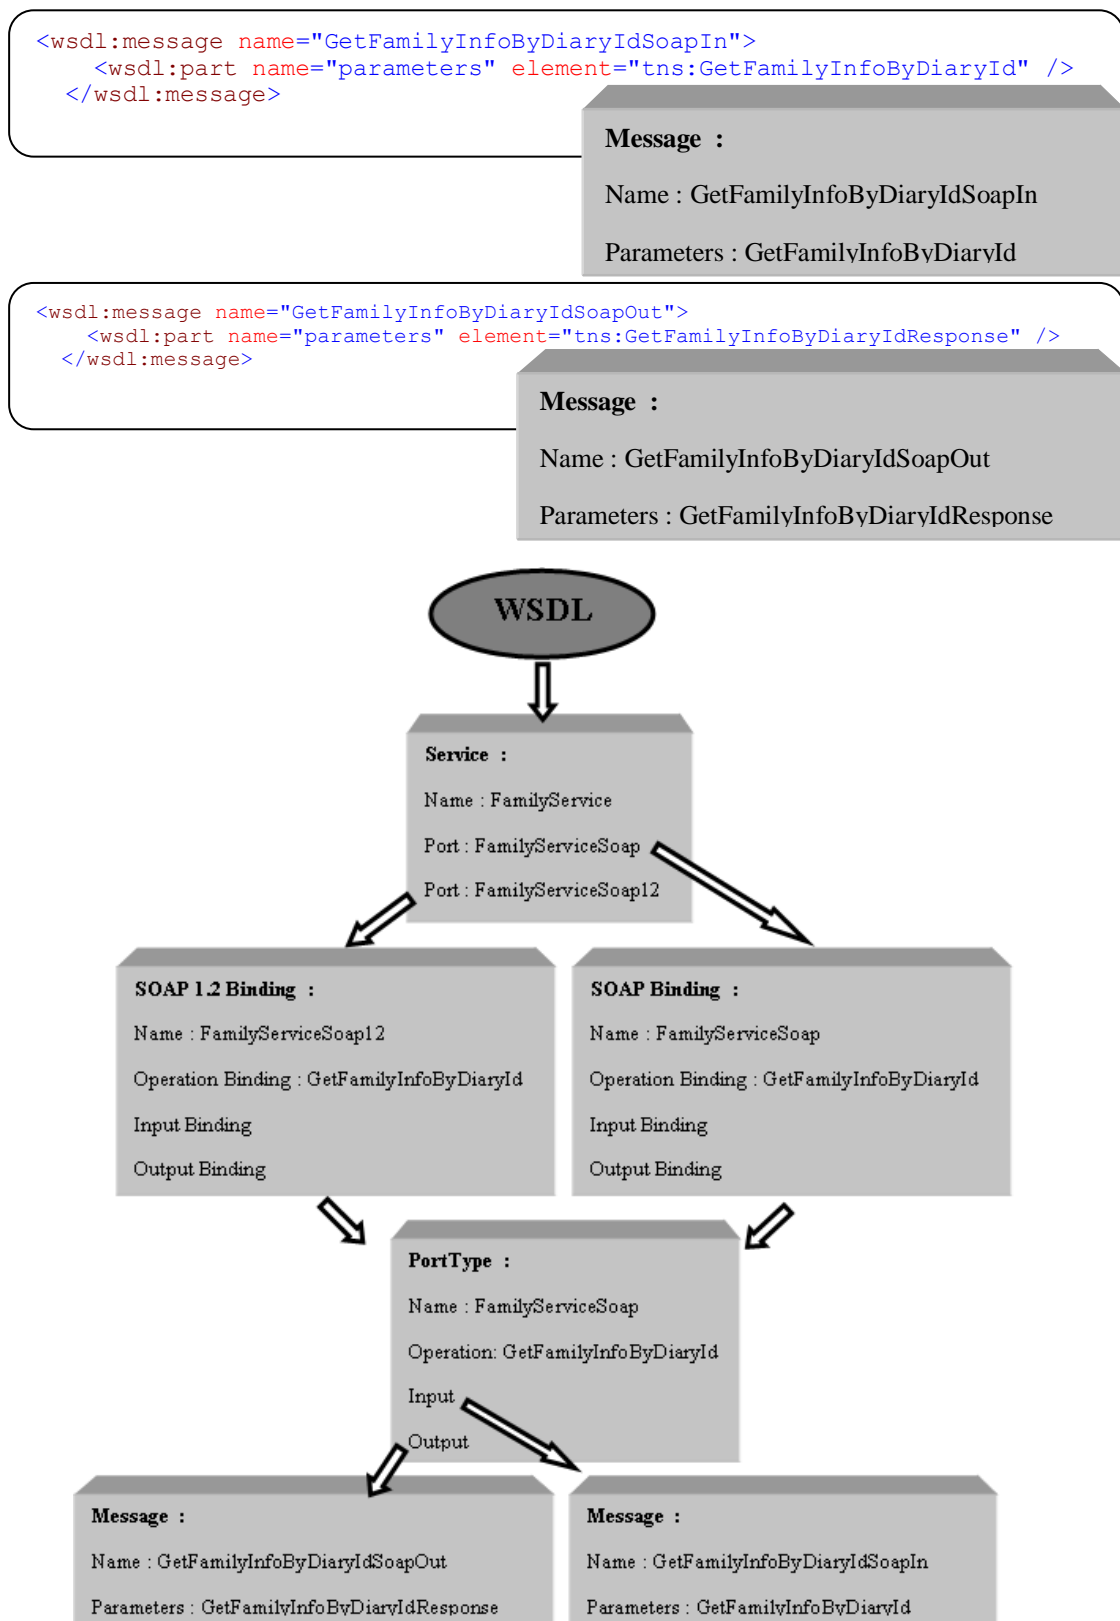 <wsdl:message name="GetFamilyInfoByDiaryIdSoapIn">
<wsdl:part name="parameters" element="tns:GetFamilyInfoByDiaryId" />
</wsdl:message>
Message :
Name : GetFamilyInfoByDiaryIdSoapIn
Parameters : GetFamilyInfoByDiaryId
<wsdl:message name="GetFamilyInfoByDiaryIdSoapOut">
<wsdl:part name="parameters" element="tns:GetFamilyInfoByDiaryIdResponse" />
</wsdl:message>
Message :
Name : GetFamilyInfoByDiaryIdSoapOut
Parameters : GetFamilyInfoByDiaryIdResponse
WSDL
Service :
Name : FamilyService
Port : FamilyServiceSoap
Port : FamilyServiceSoap12
SOAP 1.2 Binding :
Name : FamilyServiceSoap12
Operation Binding : GetFamilyInfoByDiaryId
Input Binding
Output Binding
SOAP Binding :
Name : FamilyServiceSoap
Operation Binding : GetFamilyInfoByDiaryId
Input Binding
Output Binding
PortType :
Name : FamilyServiceSoap
Operation: GetFamilyInfoByDiaryId
Input
Output
Message :
Name : GetFamilyInfoByDiaryIdSoapOut
Parameters : GetFamilyInfoByDiaryIdResponse
Message :
Name : GetFamilyInfoByDiaryIdSoapIn
Parameters : GetFamilyInfoByDiaryId